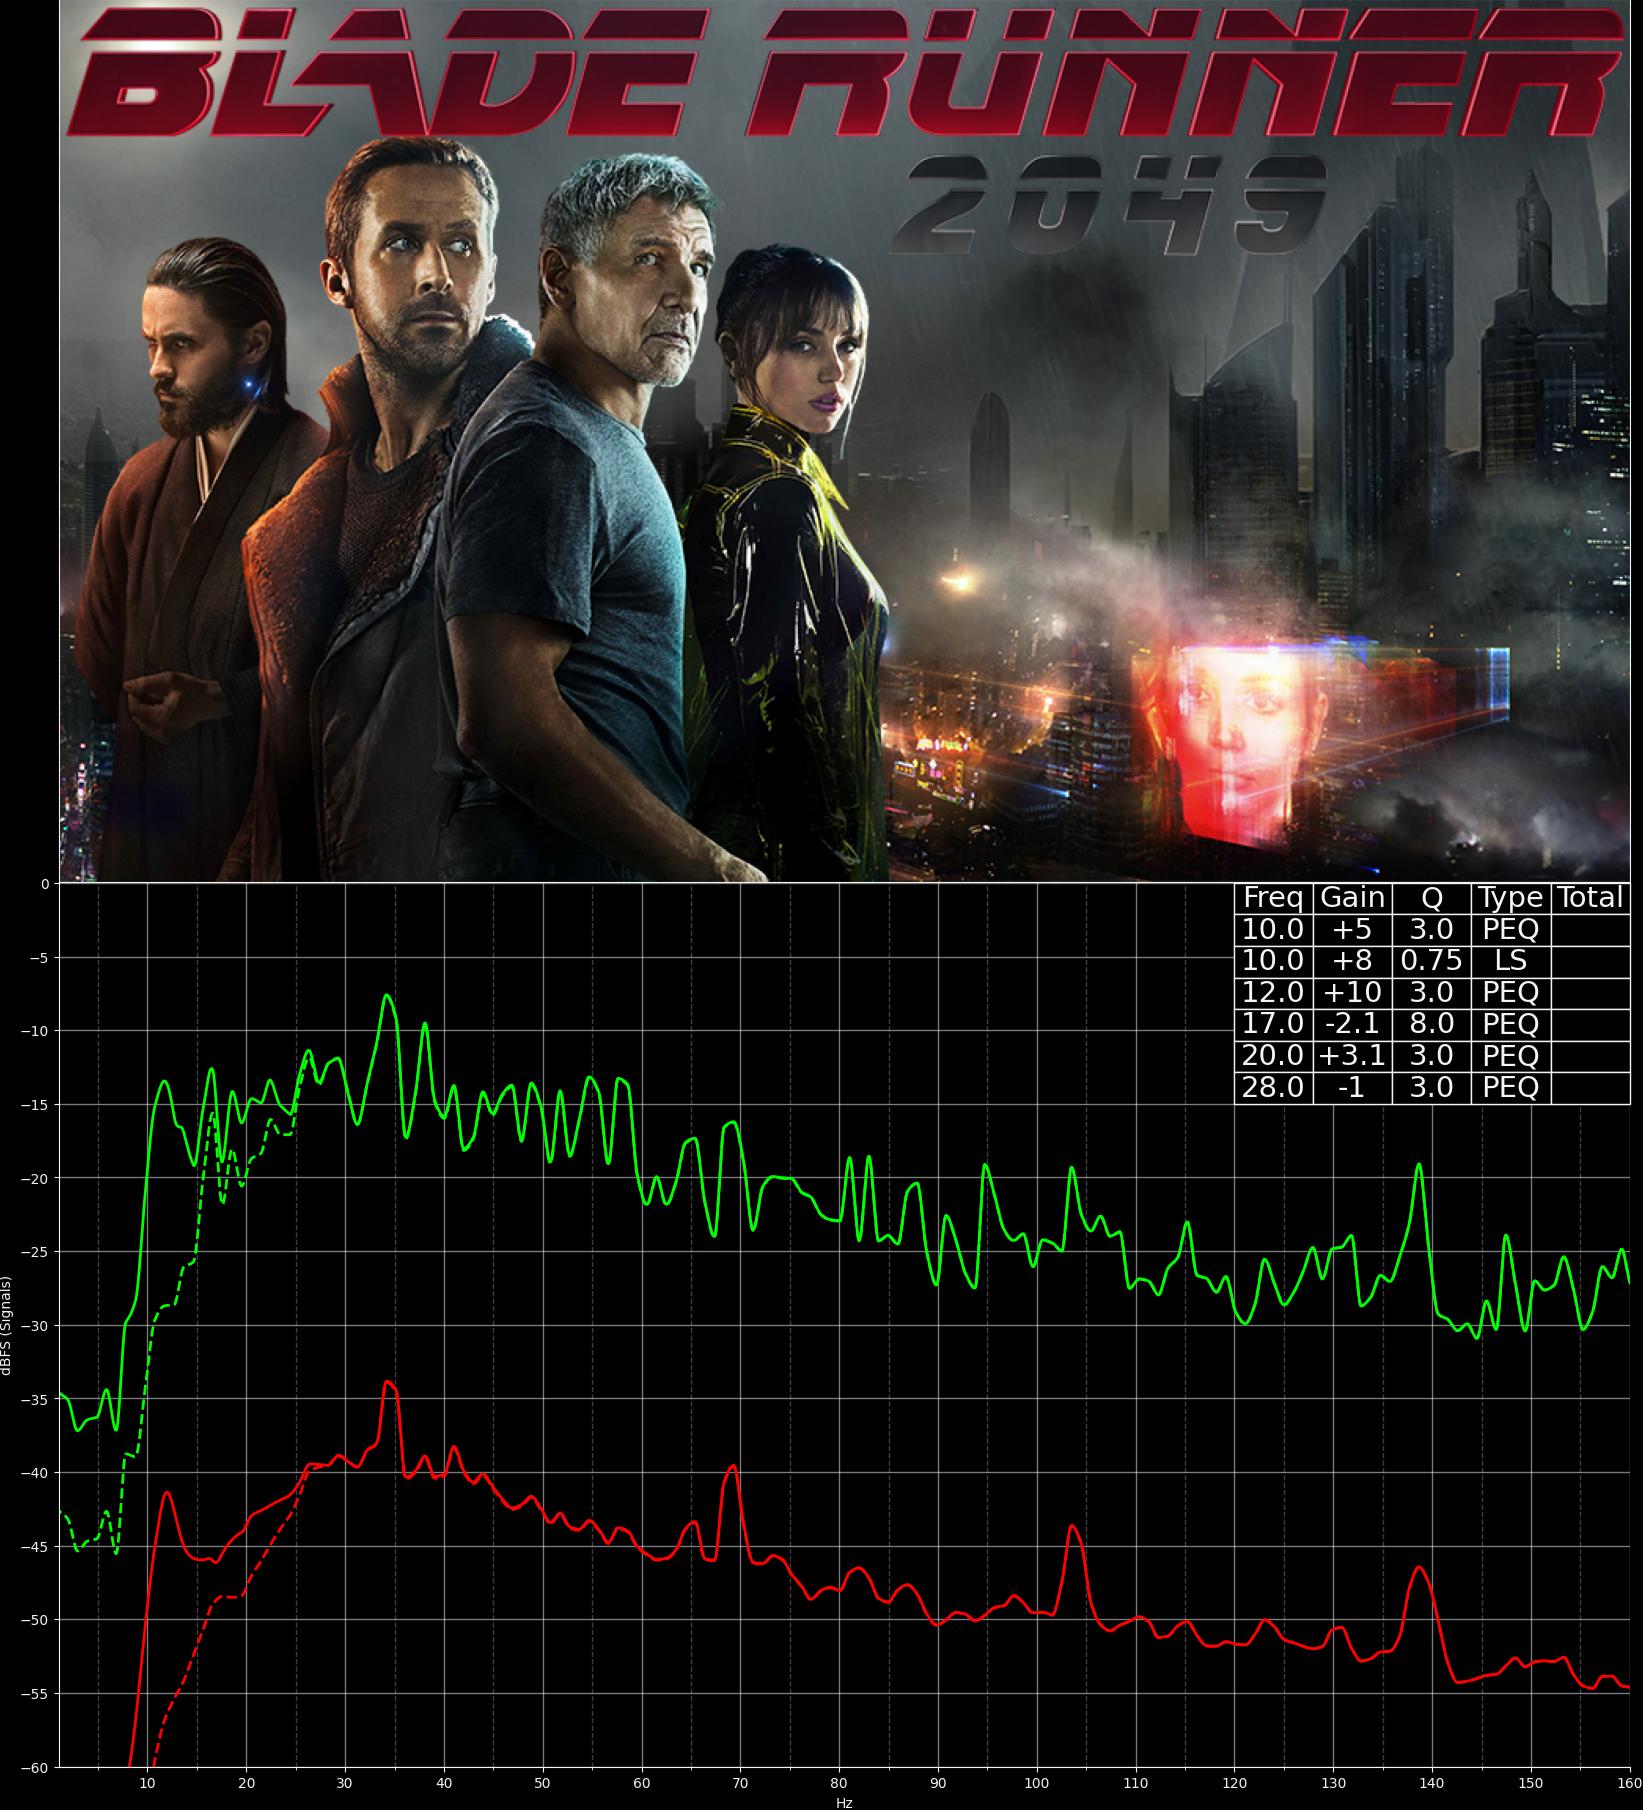 BLADE RUNNER
2049
Freq Gain Q Type Total
10.0 +5 3.0 PEQ
10.0 +8 0.75 LS
12.0 +10 3.0 PEQ
17.0 -2.1 8.0 PEQ
20.0 +3.1 3.0 PEQ
28.0 -1 3.0 PEQ
0
−5
−10
−15
−20
−25
−30
−35
−40
−45
−50
−55
−60
dBFS (Signals)
10 20 30 40 50 60 70 80 90 100 110 120 130 140 150 160
Hz